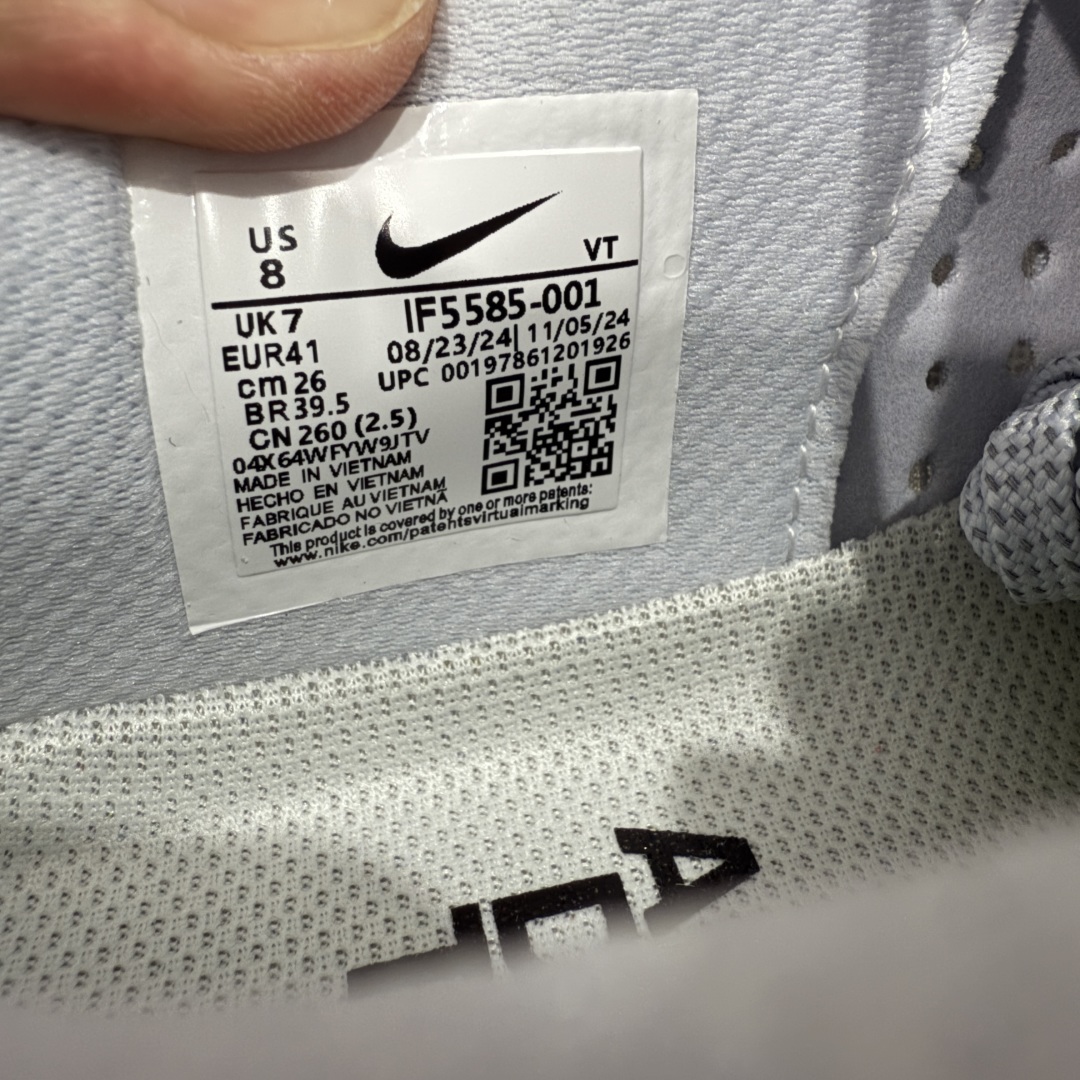 US
8
VT
UK 7
EUR 41
cm 26
BR 39.5
CN 260 (2.5)
IF5585-001
08/23/24| 11/05/24
UPC 00197861201926
04X64WFYW9JTV
MADE IN VIETNAM
HECHO EN VIETNAM
FABRIQUE AU VIETNAM
FABRICADO NO VIETNÃ
This product is covered by one or more patents:
www.nike.com/patentsvirtualmarking